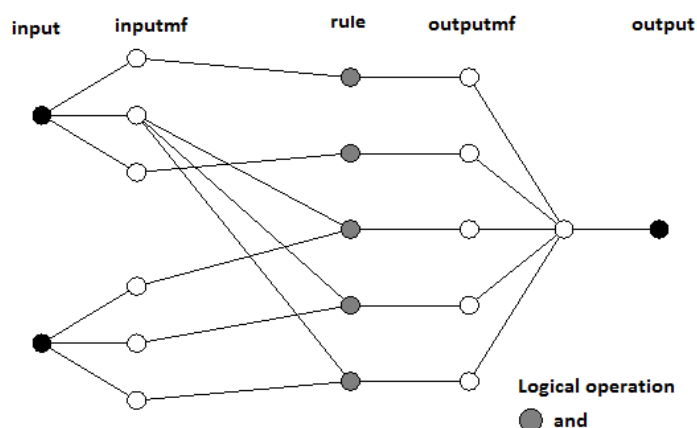 input
inputmf
rule
outputmf
output
Logical operation
and